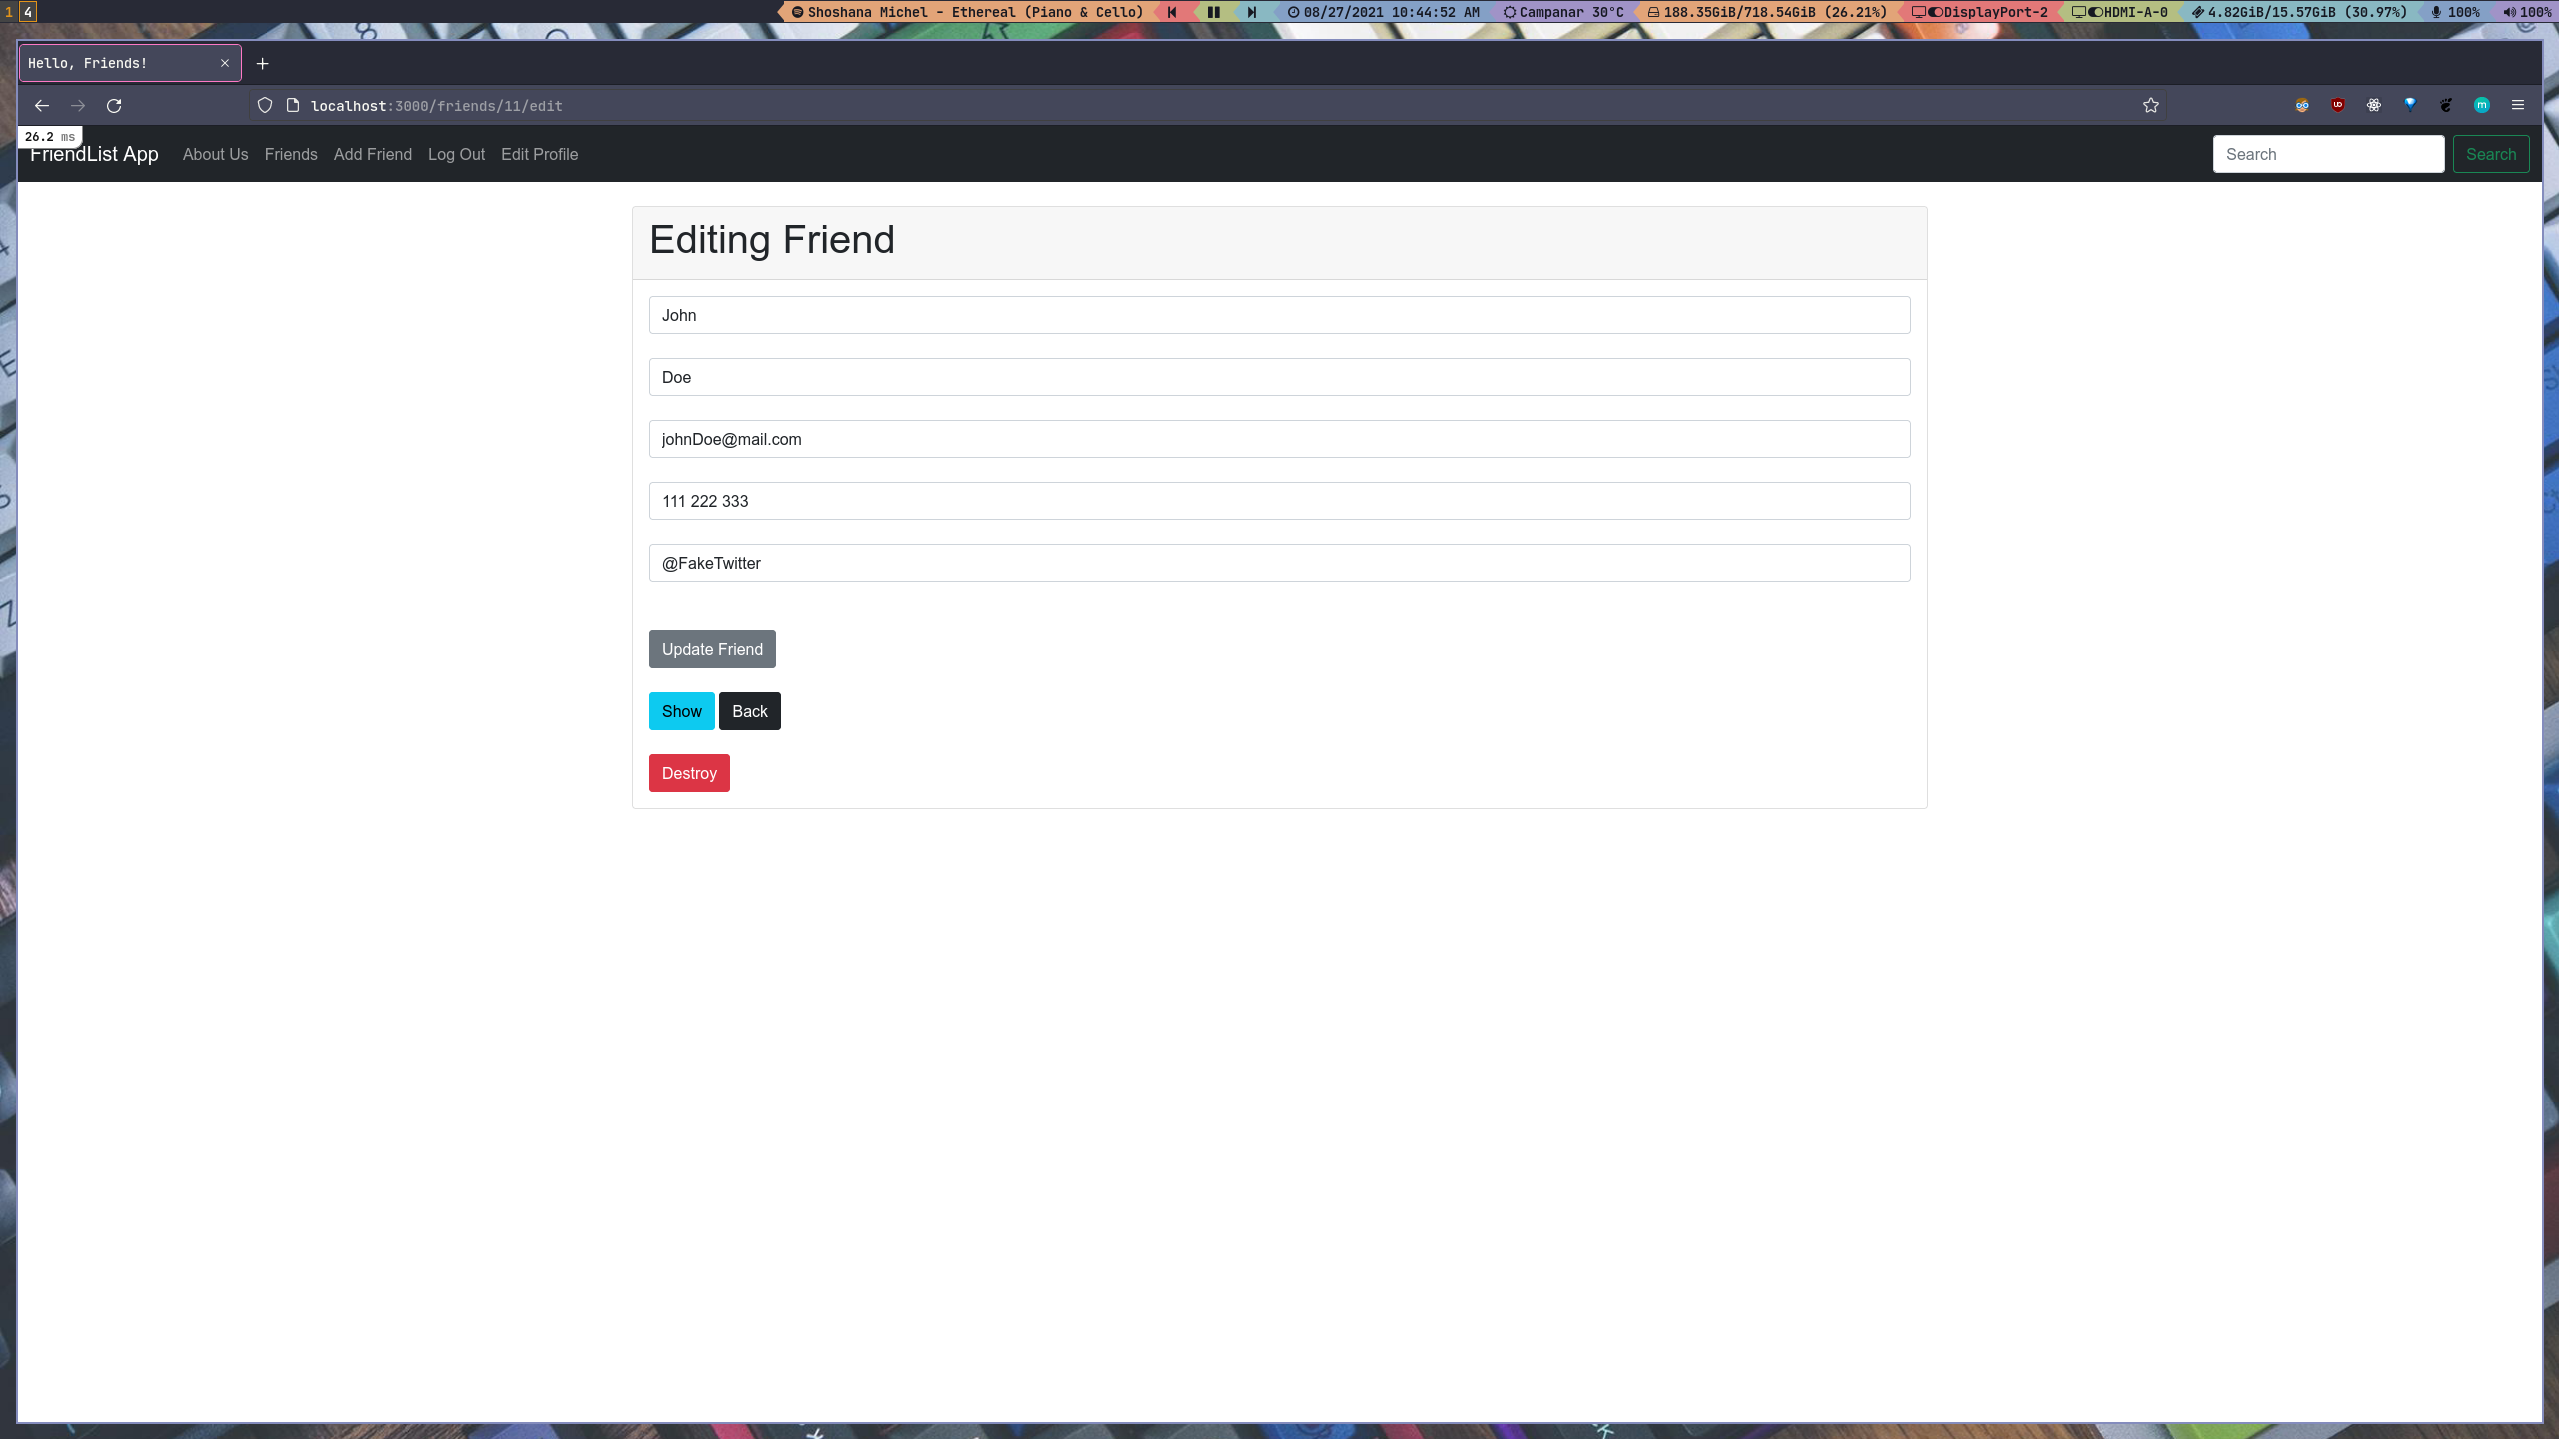 1 4 Shoshana Michel - Ethereal (Piano & Cello) 08/27/2021 10:44:52 AM Campanar 30°C 188.35GiB/718.54GiB (26.21%) DisplayPort-2 HDMI-A-0 4.82GiB/15.57GiB (30.97%) 100% 100%
Hello, Friends!
localhost:3000/friends/11/edit
26.2 ms
FriendList App About Us Friends Add Friend Log Out Edit Profile Search Search
Editing Friend
John
Doe
johnDoe@mail.com
111 222 333
@FakeTwitter
Update Friend
Show Back
Destroy